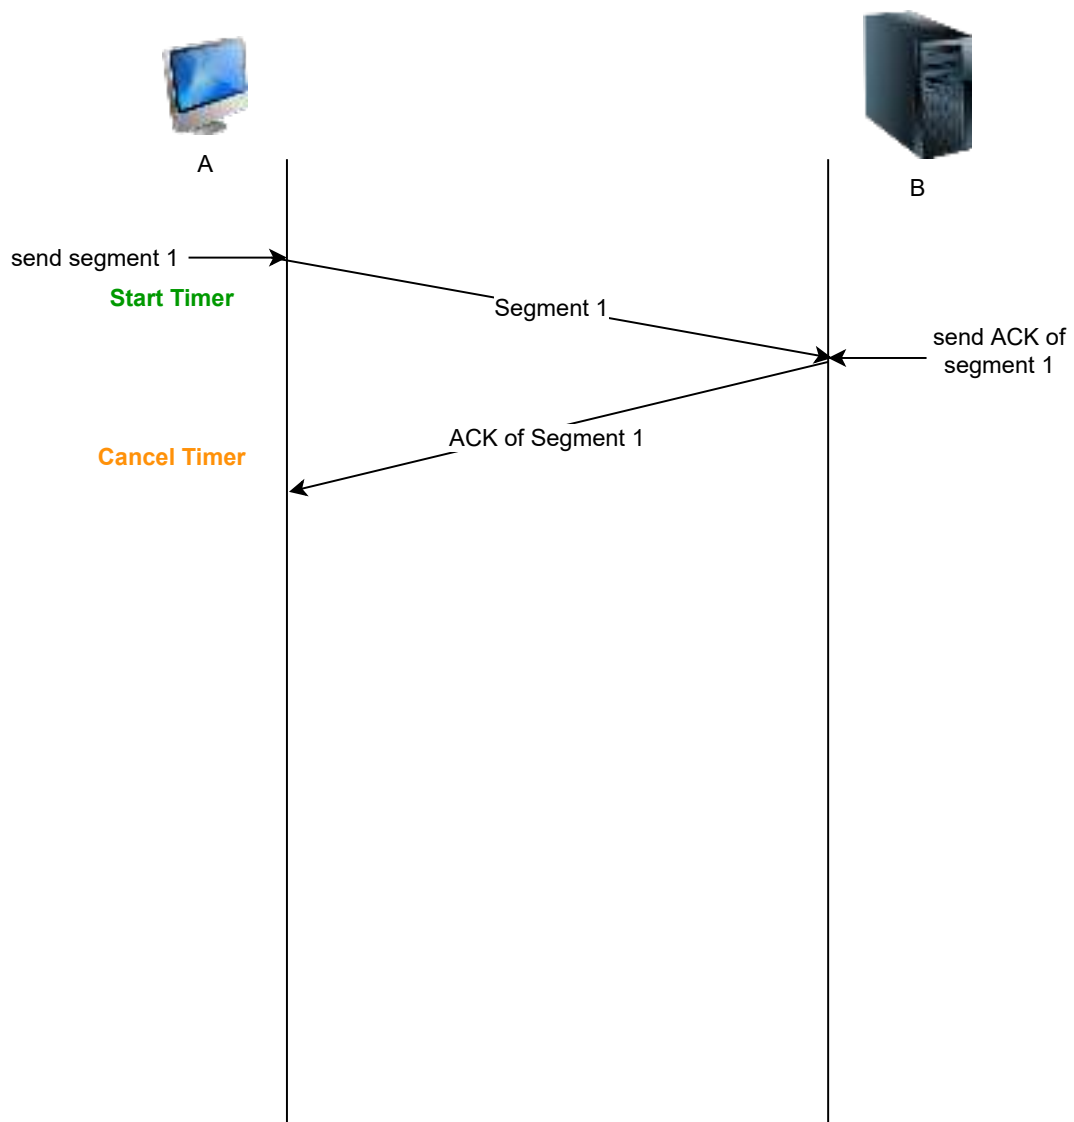 A
B
send segment 1
Start Timer
Segment 1
send ACK of
segment 1
ACK of Segment 1
Cancel Timer